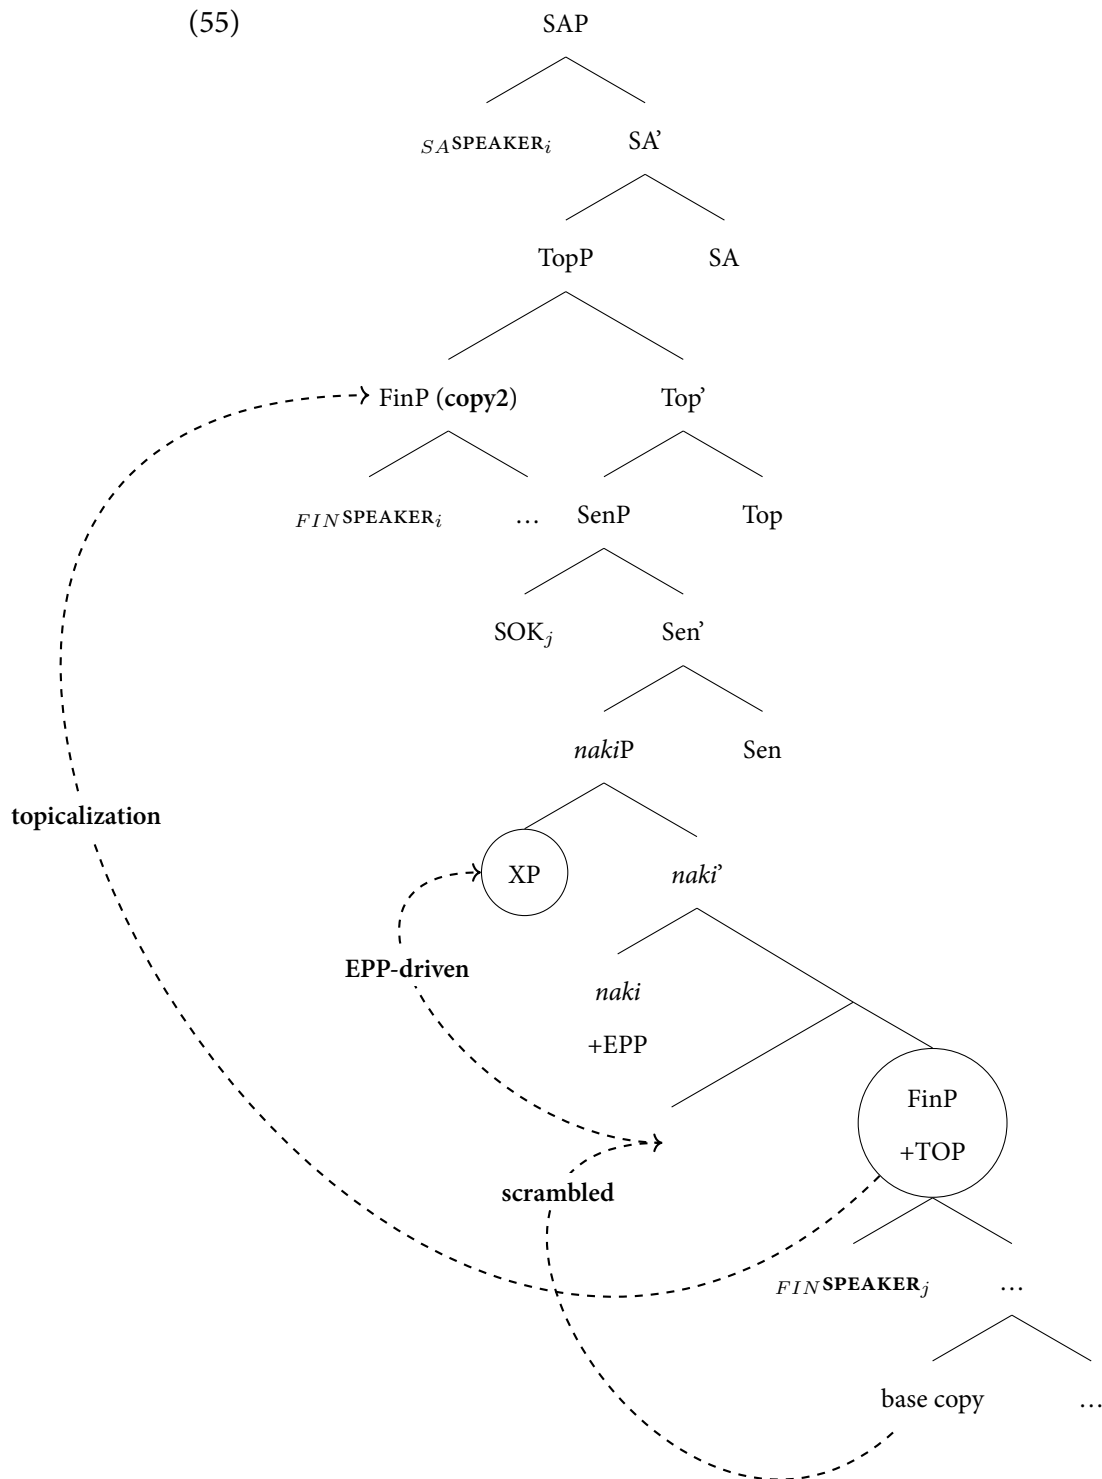 (55) SAP
SASPEAKERi SA’
TopP SA
FinP (copy2) Top’
FINSPEAKERi … SenP Top
SOKj Sen’
nakiP Sen
topicalization
XP naki’
EPP-driven
naki
+EPP
FinP
+TOP
scrambled
FINSPEAKERj …
base copy …